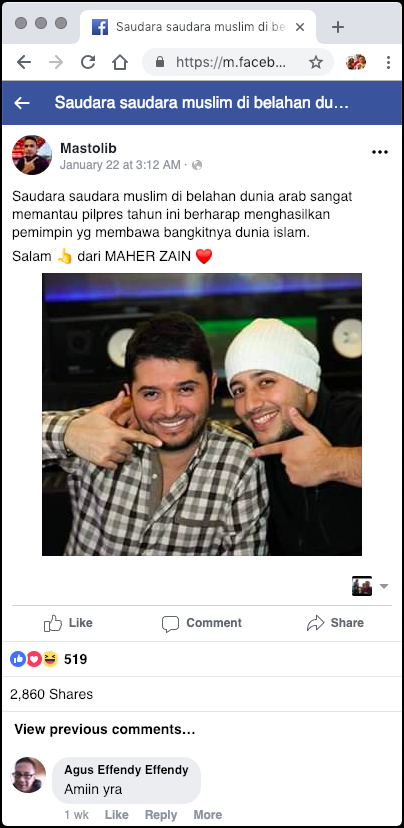 Saudara saudara muslim di be
https://m.faceb...
Saudara saudara muslim di belahan du...
Mastolib
January 22 at 3:12 AM ·
Saudara saudara muslim di belahan dunia arab sangat
memantau pilpres tahun ini berharap menghasilkan
pemimpin yg membawa bangkitnya dunia islam.
Salam 👆 dari MAHER ZAIN ❤️
Like Comment Share
519
2,860 Shares
View previous comments...
Agus Effendy Effendy
Amiin yra
1 wk Like Reply More